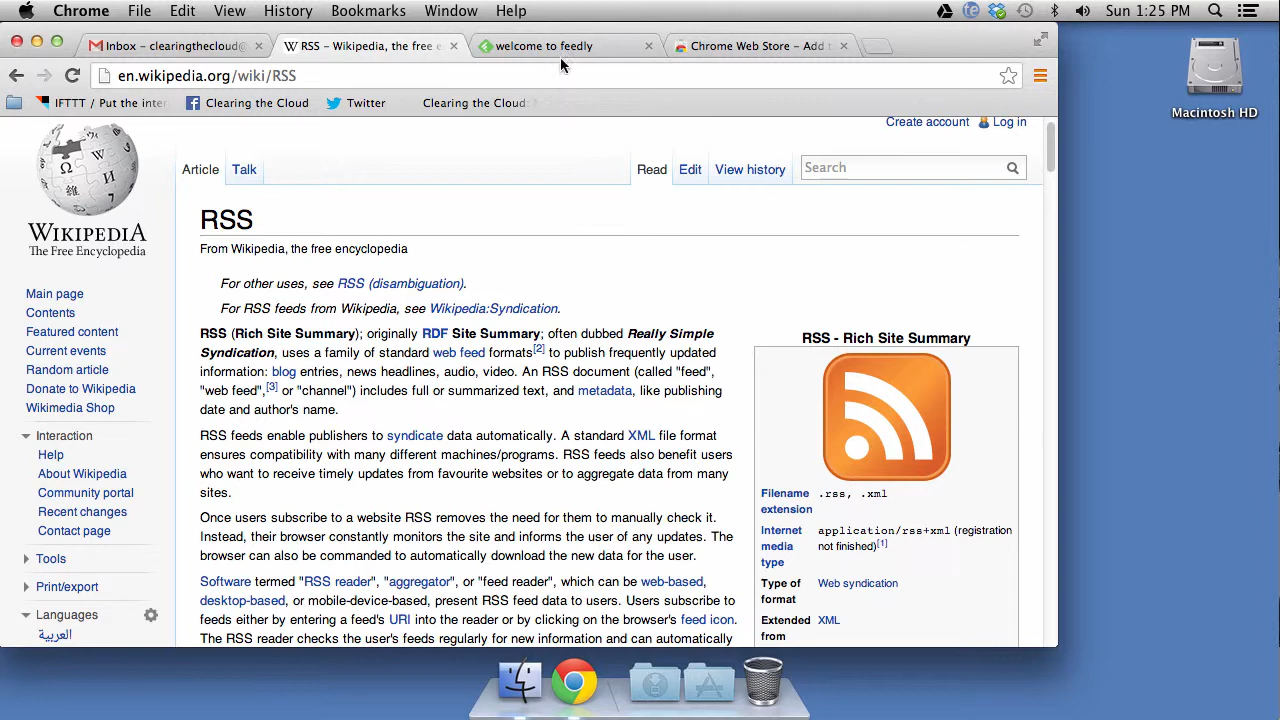 Chrome File Edit View History Bookmarks Window Help Sun 1:25 PM
Inbox – clearingthecloud@ RSS – Wikipedia, the free e welcome to feedly Chrome Web Store - Add t
en.wikipedia.org/wiki/RSS
IFTTT / Put the inter Clearing the Cloud Twitter Clearing the Cloud:
Macintosh HD
Create account Log in
Article Talk Read Edit View history Search
WIKIPEDIA
The Free Encyclopedia
Main page
Contents
Featured content
Current events
Random article
Donate to Wikipedia
Wikimedia Shop
Interaction
Help
About Wikipedia
Community portal
Recent changes
Contact page
Tools
Print/export
Languages
العربية
RSS
From Wikipedia, the free encyclopedia
For other uses, see RSS (disambiguation).
For RSS feeds from Wikipedia, see Wikipedia:Syndication.
RSS (Rich Site Summary); originally RDF Site Summary; often dubbed Really Simple
Syndication, uses a family of standard web feed formats[2] to publish frequently updated
information: blog entries, news headlines, audio, video. An RSS document (called "feed",
"web feed",[3] or "channel") includes full or summarized text, and metadata, like publishing
date and author's name.
RSS feeds enable publishers to syndicate data automatically. A standard XML file format
ensures compatibility with many different machines/programs. RSS feeds also benefit users
who want to receive timely updates from favourite websites or to aggregate data from many
sites.
Once users subscribe to a website RSS removes the need for them to manually check it.
Instead, their browser constantly monitors the site and informs the user of any updates. The
browser can also be commanded to automatically download the new data for the user.
Software termed "RSS reader", "aggregator", or "feed reader", which can be web-based,
desktop-based, or mobile-device-based, present RSS feed data to users. Users subscribe to
feeds either by entering a feed's URI into the reader or by clicking on the browser's feed icon.
The RSS reader checks the user's feeds regularly for new information and can automatically
RSS - Rich Site Summary
Filename extension .rss, .xml
Internet media type application/rss+xml (registration not finished)[1]
Type of format Web syndication
Extended from XML